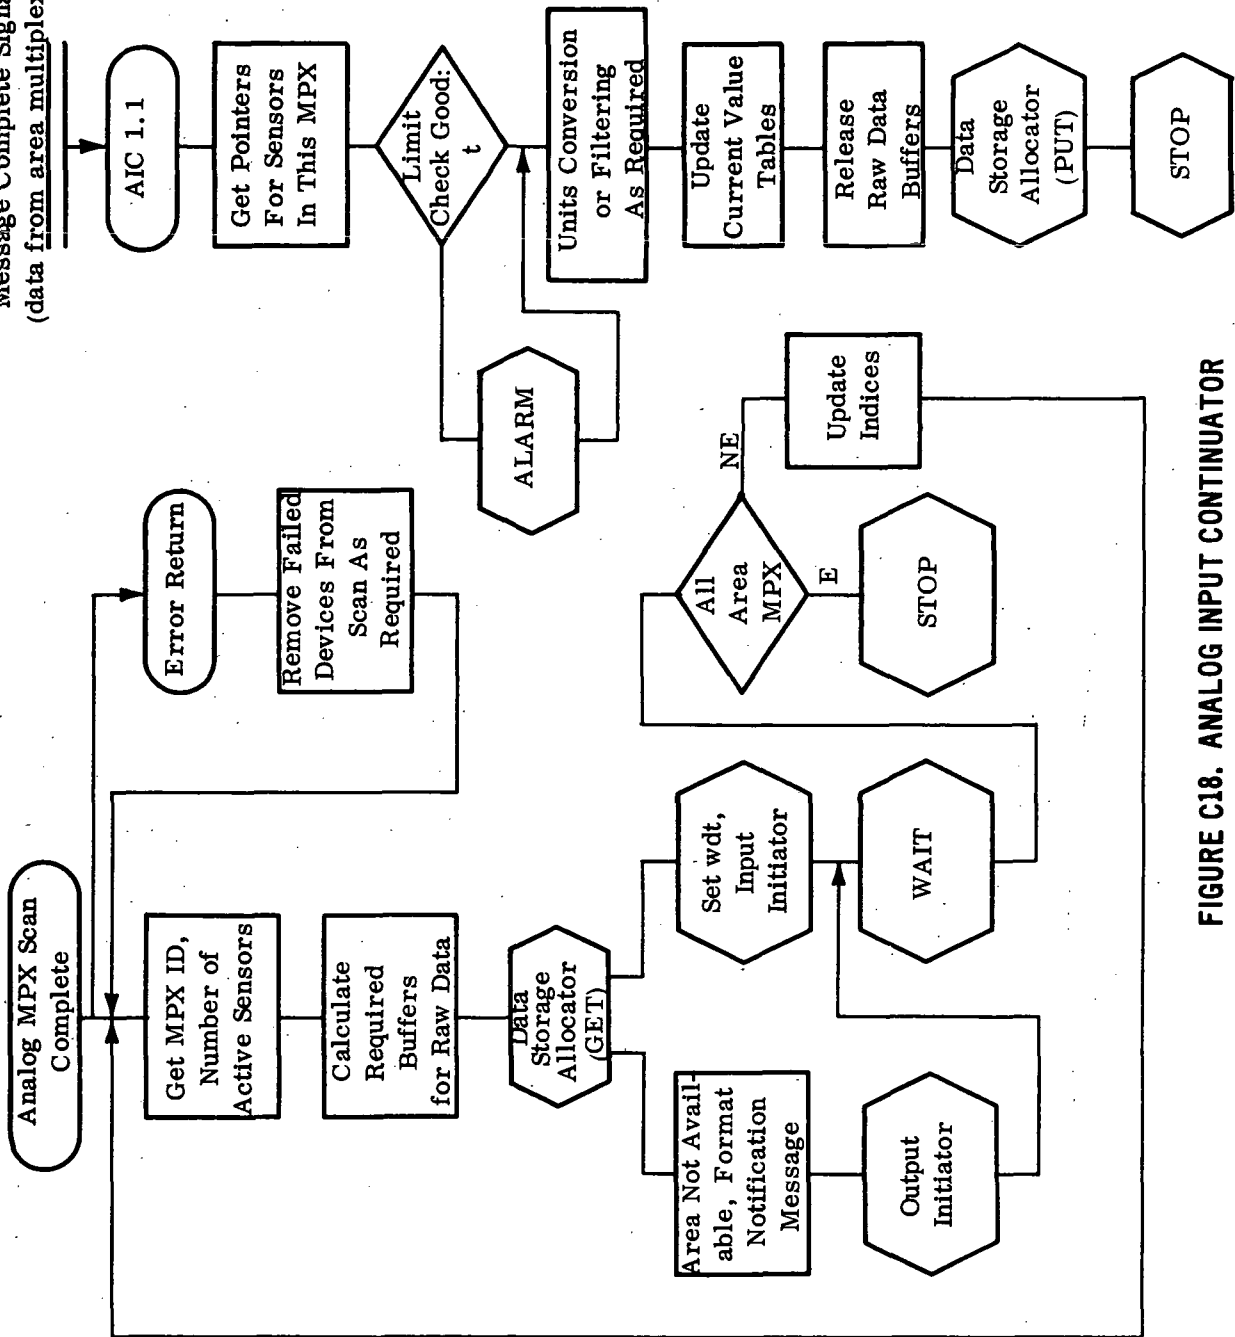 Analog MPX Scan
Complete
Get MPX ID,
Number of
Active Sensors
Calculate
Required
Buffers
for Raw Data
Data
Storage
Allocator
(GET)
Area Not Avail-
able, Format
Notification
Message
Output
Initiator
Set wdt,
Input
Initiator
WAIT
Error Return
Remove Failed
Devices From
Scan As
Required
All
Area
MPX
NE
E
STOP
Update
Indices
Message Complete
(data from area
AIC 1.1
Get Pointers
For Sensors
In This MPX
Limit
Check Good:
t
ALARM
Units Conversion
or Filtering
As Required
Update
Current Value
Tables
Release
Raw Data
Buffers
Data
Storage
Allocator
(PUT)
STOP
FIGURE C18. ANALOG INPUT CONTINUATOR